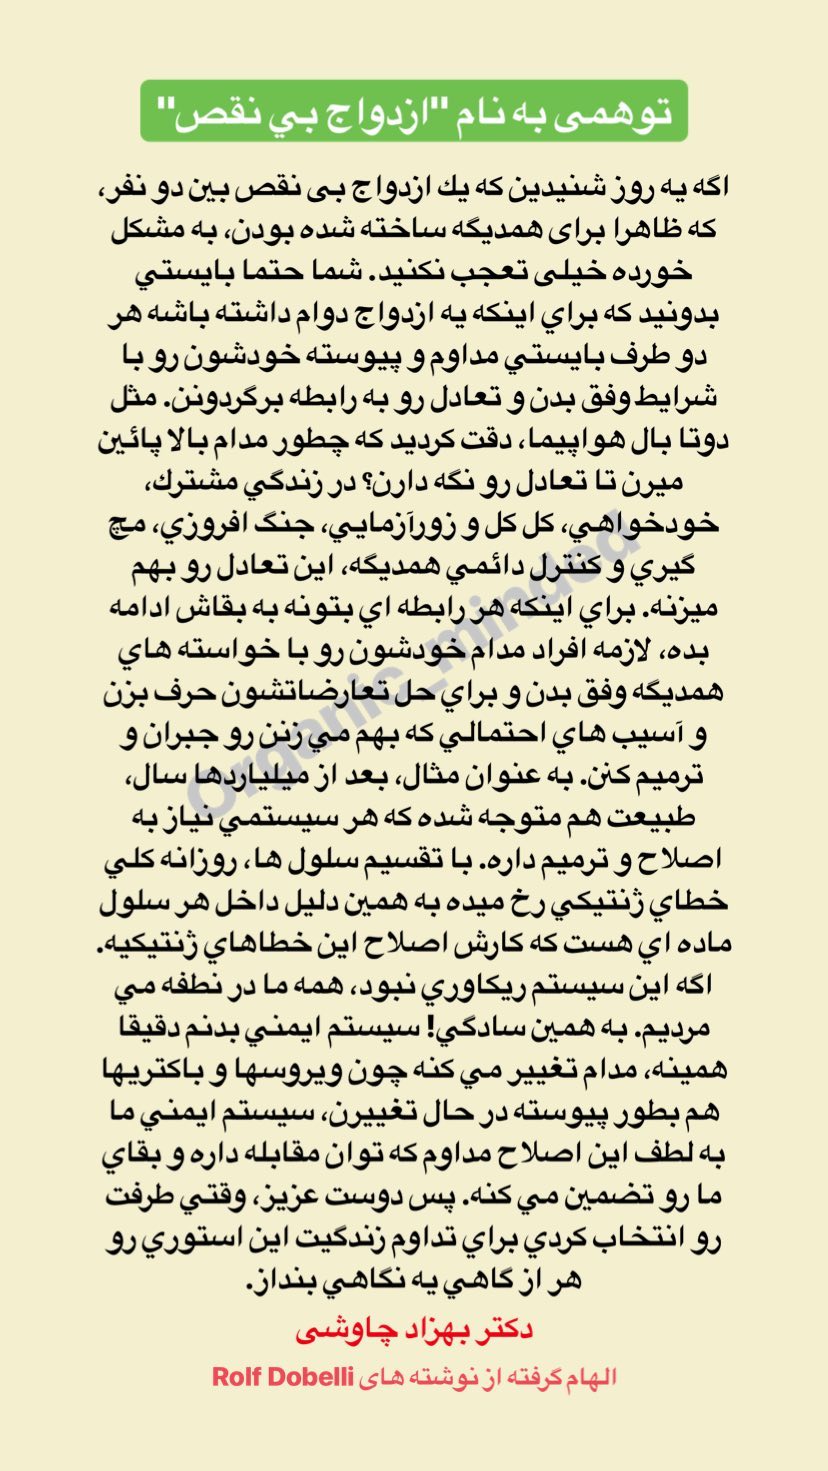 توهمی به نام "ازدواج بي نقص"
اگه یه روز شنیدین که یك ازدواج بی نقص بین دو نفر،
که ظاهرا برای همدیگه ساخته شده بودن، به مشکل
خورده خیلی تعجب نکنید. شما حتما بایستي
بدونید که براي اینکه یه ازدواج دوام داشته باشه هر
دو طرف بایستي مداوم و پیوسته خودشون رو با
شرایط وفق بدن و تعادل رو به رابطه برگردونن. مثل
دوتا بال هواپیما، دقت کردید که چطور مدام بالا پائین
میرن تا تعادل رو نگه دارن؟ در زندگي مشترك،
خودخواهي، کل کل و زورآزمایي، جنگ افروزي، مچ
گیري و کنترل دائمي همدیگه، این تعادل رو بهم
میزنه. براي اینکه هر رابطه اي بتونه به بقاش ادامه
بده، لازمه افراد مدام خودشون رو با خواسته هاي
همدیگه وفق بدن و براي حل تعارضاتشون حرف بزن
و آسیب هاي احتمالي که بهم مي زنن رو جبران و
ترمیم کنن. به عنوان مثال، بعد از میلیاردها سال،
طبیعت هم متوجه شده که هر سیستمي نیاز به
اصلاح و ترمیم داره. با تقسیم سلول ها، روزانه کلي
خطاي ژنتیکي رخ میده به همین دلیل داخل هر سلول
ماده اي هست که کارش اصلاح این خطاهاي ژنتیکیه.
اگه این سیستم ریکاوري نبود، همه ما در نطفه مي
مردیم. به همین سادگي! سیستم ایمني بدنم دقیقا
همینه، مدام تغییر مي کنه چون ویروسها و باکتریها
هم بطور پیوسته در حال تغییرن، سیستم ایمني ما
به لطف این اصلاح مداوم که توان مقابله داره و بقاي
ما رو تضمین مي کنه. پس دوست عزیز، وقتي طرفت
رو انتخاب کردي براي تداوم زندگیت این استوري رو
هر از گاهي یه نگاهي بنداز.
دکتر بهزاد چاوشی
الهام گرفته از نوشته های Rolf Dobelli
Organic_minded